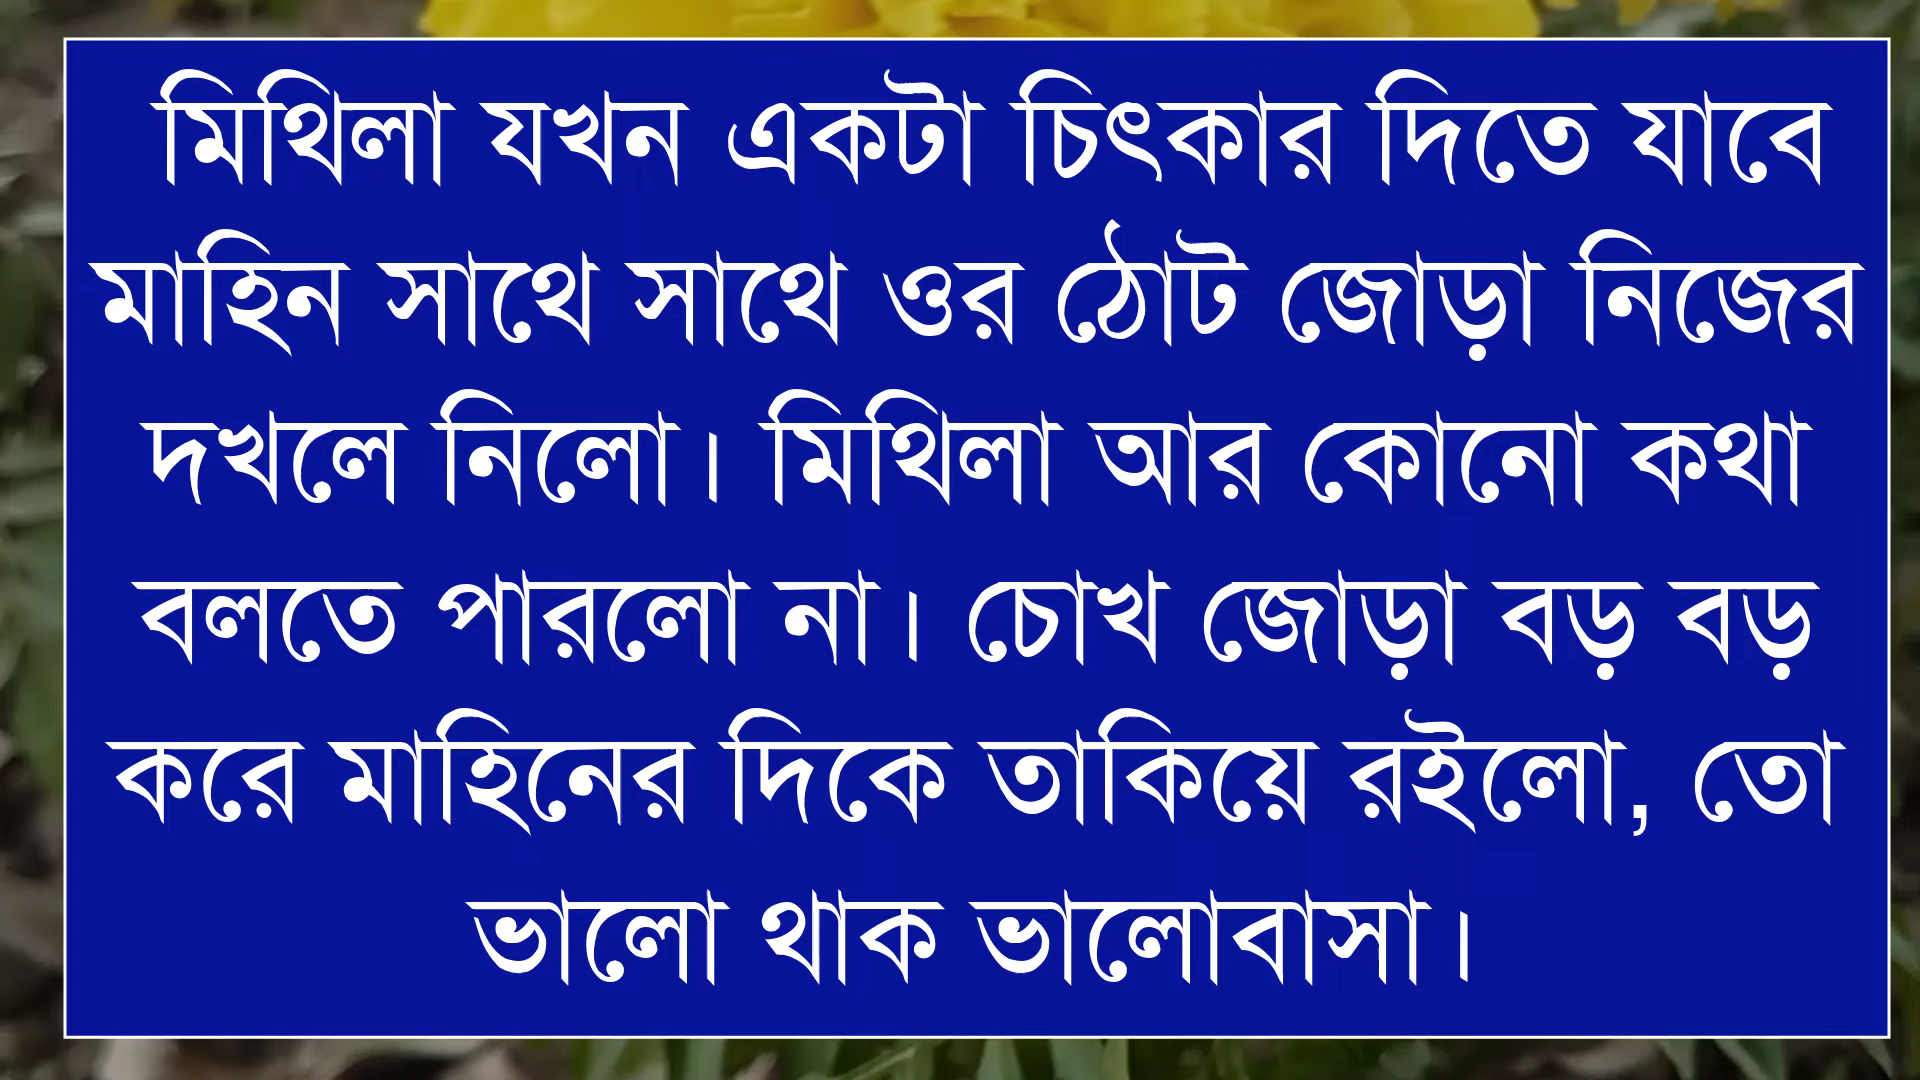 মিথিলা যখন একটা চিৎকার দিতে যাবে
মাহিন সাথে সাথে ওর ঠোট জোড়া নিজের
দখলে নিলো। মিথিলা আর কোনো কথা
বলতে পারলো না। চোখ জোড়া বড় বড়
করে মাহিনের দিকে তাকিয়ে রইলো, তো
ভালো থাক ভালোবাসা।